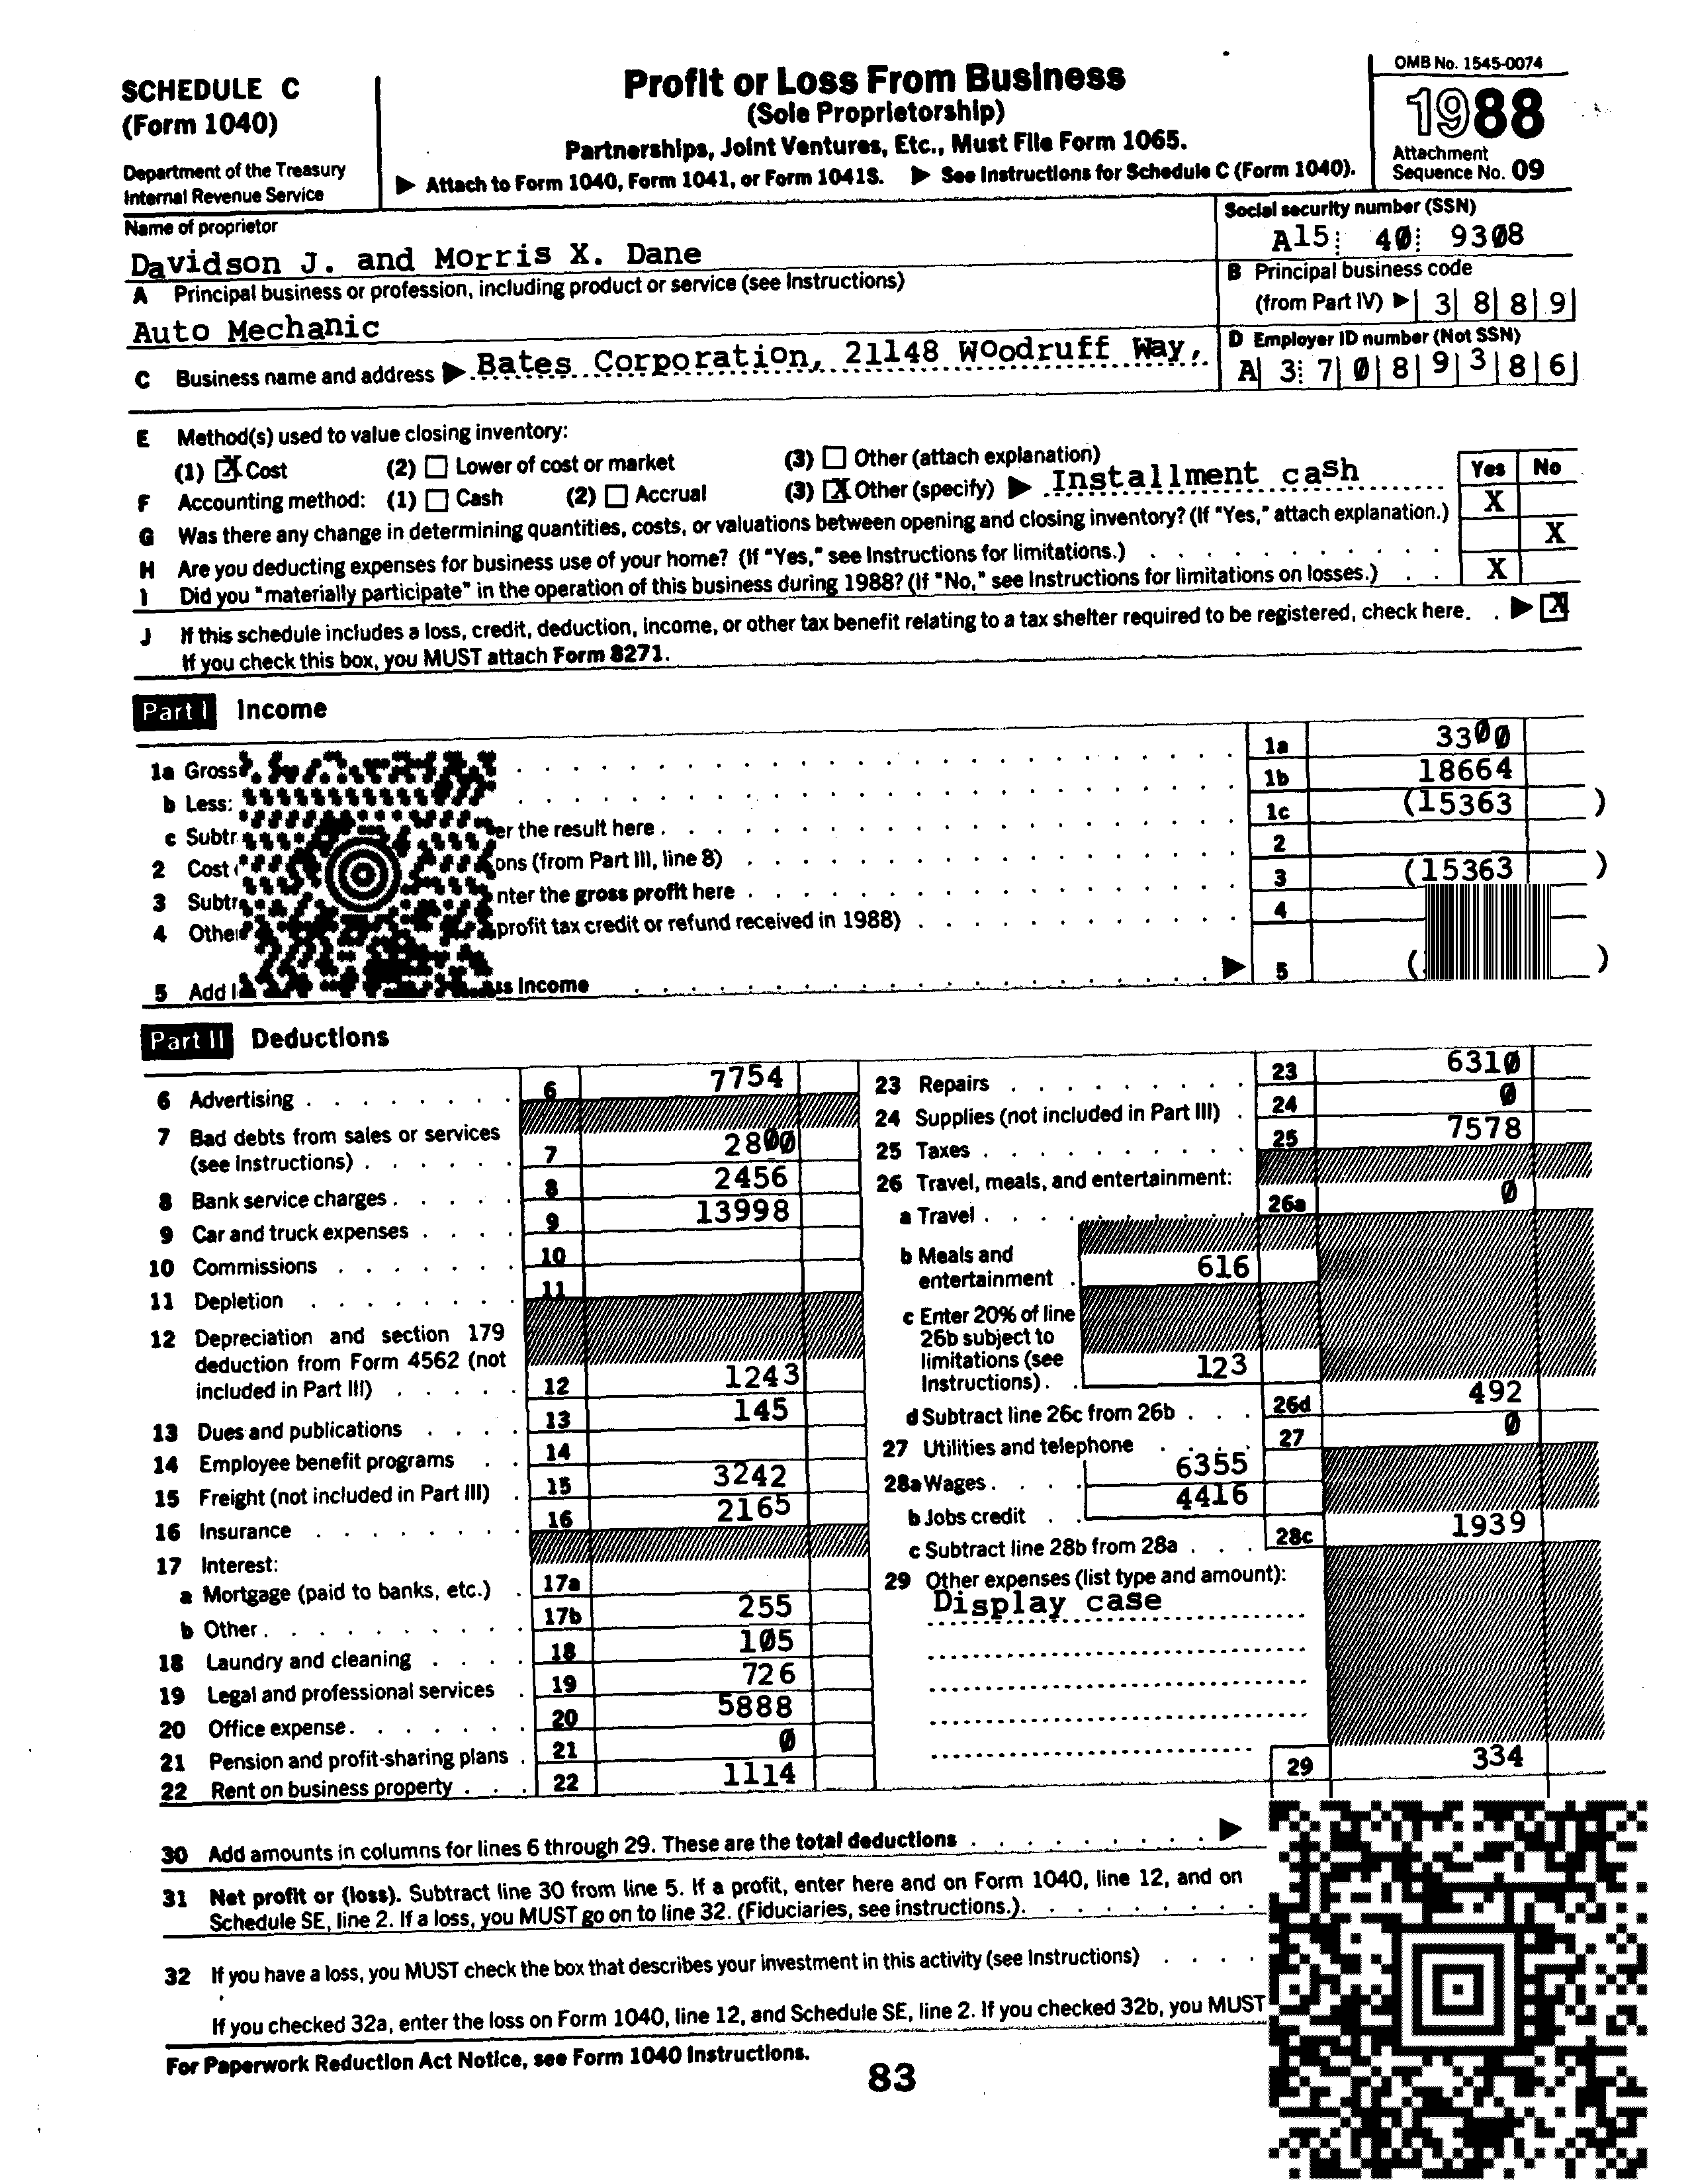 SCHEDULE C
(Form 1040)
Department of the Treasury
Internal Revenue Service
Profit or Loss From Business
(Sole Proprietorship)
Partnerships, Joint Ventures, Etc., Must File Form 1065.
▶ Attach to Form 1040, Form 1041, or Form 1041S. ▶ See Instructions for Schedule C (Form 1040).
OMB No. 1545-0074
1988
Attachment
Sequence No. 09
Name of proprietor
Davidson J. and Morris X. Dane
Social security number (SSN)
A15 40 9308
A Principal business or profession, including product or service (see Instructions)
Auto Mechanic
B Principal business code
(from Part IV) ▶ 3 8 8 9
C Business name and address ▶ Bates Corporation, 21148 Woodruff Way,
D Employer ID number (Not SSN)
A 3 7 0 8 9 3 8 6
E Method(s) used to value closing inventory:
(1) [X] Cost (2) □ Lower of cost or market (3) □ Other (attach explanation)
F Accounting method: (1) □ Cash (2) □ Accrual (3) [X] Other (specify) ▶ Installment cash
Yes No
G Was there any change in determining quantities, costs, or valuations between opening and closing inventory? (If "Yes," attach explanation.) X
H Are you deducting expenses for business use of your home? (If "Yes," see Instructions for limitations.) X
I Did you "materially participate" in the operation of this business during 1988? (If "No," see Instructions for limitations on losses.) X
J If this schedule includes a loss, credit, deduction, income, or other tax benefit relating to a tax shelter required to be registered, check here. ▶ [X]
If you check this box, you MUST attach Form 8271.
Part I Income
1a Gross 1a 3300
b Less: 1b 18664
c er the result here 1c (15363)
2 Cost ons (from Part III, line 8) 2
3 nter the gross profit here 3 (15363)
4 profit tax credit or refund received in 1988) 4
5 Add Income ▶ 5 ( )
Part II Deductions
6 Advertising 6 7754
7 Bad debts from sales or services
(see Instructions) 7 2800
8 Bank service charges 8 2456
9 Car and truck expenses 9 13998
10 Commissions 10
11 Depletion 11
12 Depreciation and section 179
deduction from Form 4562 (not
included in Part III) 12 1243
13 Dues and publications 13 145
14 Employee benefit programs 14
15 Freight (not included in Part III) 15 3242
16 Insurance 16 2165
17 Interest:
a Mortgage (paid to banks, etc.) 17a
b Other 17b 255
18 Laundry and cleaning 18 105
19 Legal and professional services 19 726
20 Office expense 20 5888
21 Pension and profit-sharing plans 21 0
22 Rent on business property 22 1114
23 Repairs 23 6310
24 Supplies (not included in Part III) 24 0
25 Taxes 25 7578
26 Travel, meals, and entertainment:
a Travel 26a 0
b Meals and
entertainment 616
c Enter 20% of line
26b subject to
limitations (see
Instructions) 123
d Subtract line 26c from 26b 26d 492
27 Utilities and telephone 27 0
28a Wages 6355
b Jobs credit 4416
c Subtract line 28b from 28a 28c 1939
29 Other expenses (list type and amount):
Display case
29 334
30 Add amounts in columns for lines 6 through 29. These are the total deductions ▶
31 Net profit or (loss). Subtract line 30 from line 5. If a profit, enter here and on Form 1040, line 12, and on
Schedule SE, line 2. If a loss, you MUST go on to line 32. (Fiduciaries, see instructions.)
32 If you have a loss, you MUST check the box that describes your investment in this activity (see Instructions)
If you checked 32a, enter the loss on Form 1040, line 12, and Schedule SE, line 2. If you checked 32b, you MUST
For Paperwork Reduction Act Notice, see Form 1040 Instructions.
83